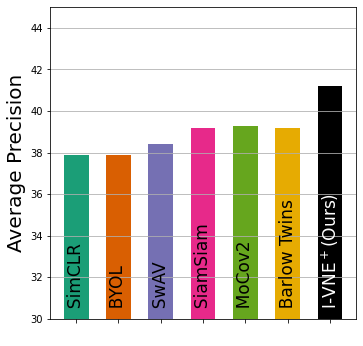 Average Precision
44
42
40
38
36
34
32
30
SimCLR
BYOL
SwAV
SiamSiam
MoCov2
Barlow Twins
I-VNE⁺ (Ours)